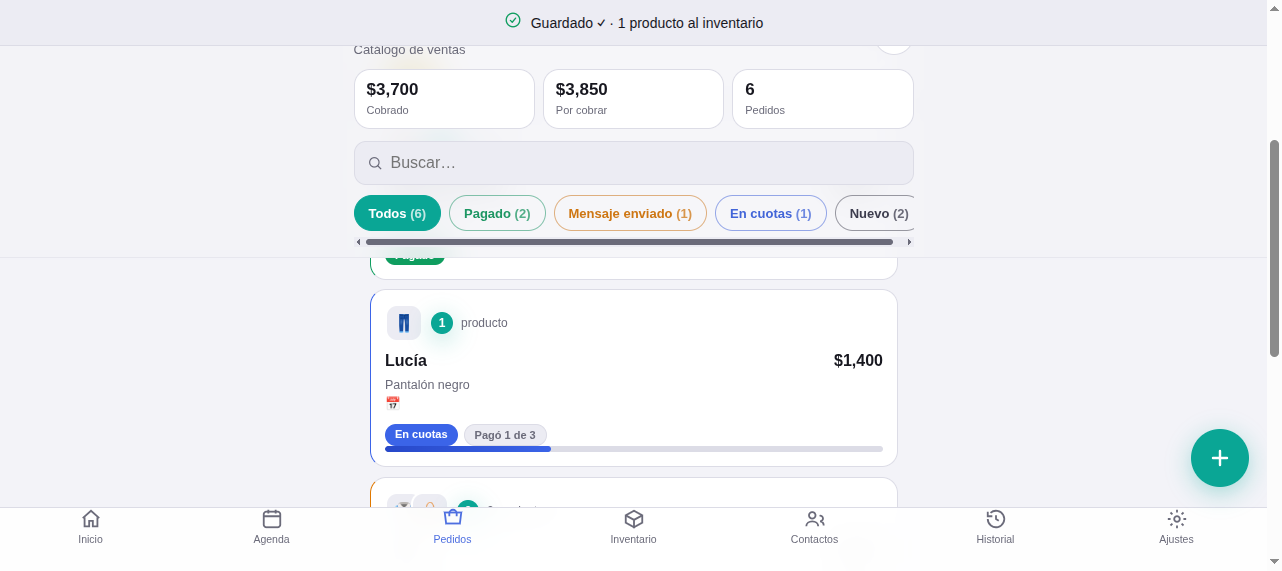 Guardado ✓ · 1 producto al inventario
Catálogo de ventas
$3,700
Cobrado
$3,850
Por cobrar
6
Pedidos
Buscar…
Todos (6)
Pagado (2)
Mensaje enviado (1)
En cuotas (1)
Nuevo (2)
1 producto
Lucía
$1,400
Pantalón negro
En cuotas
Pagó 1 de 3
Inicio
Agenda
Pedidos
Inventario
Contactos
Historial
Ajustes